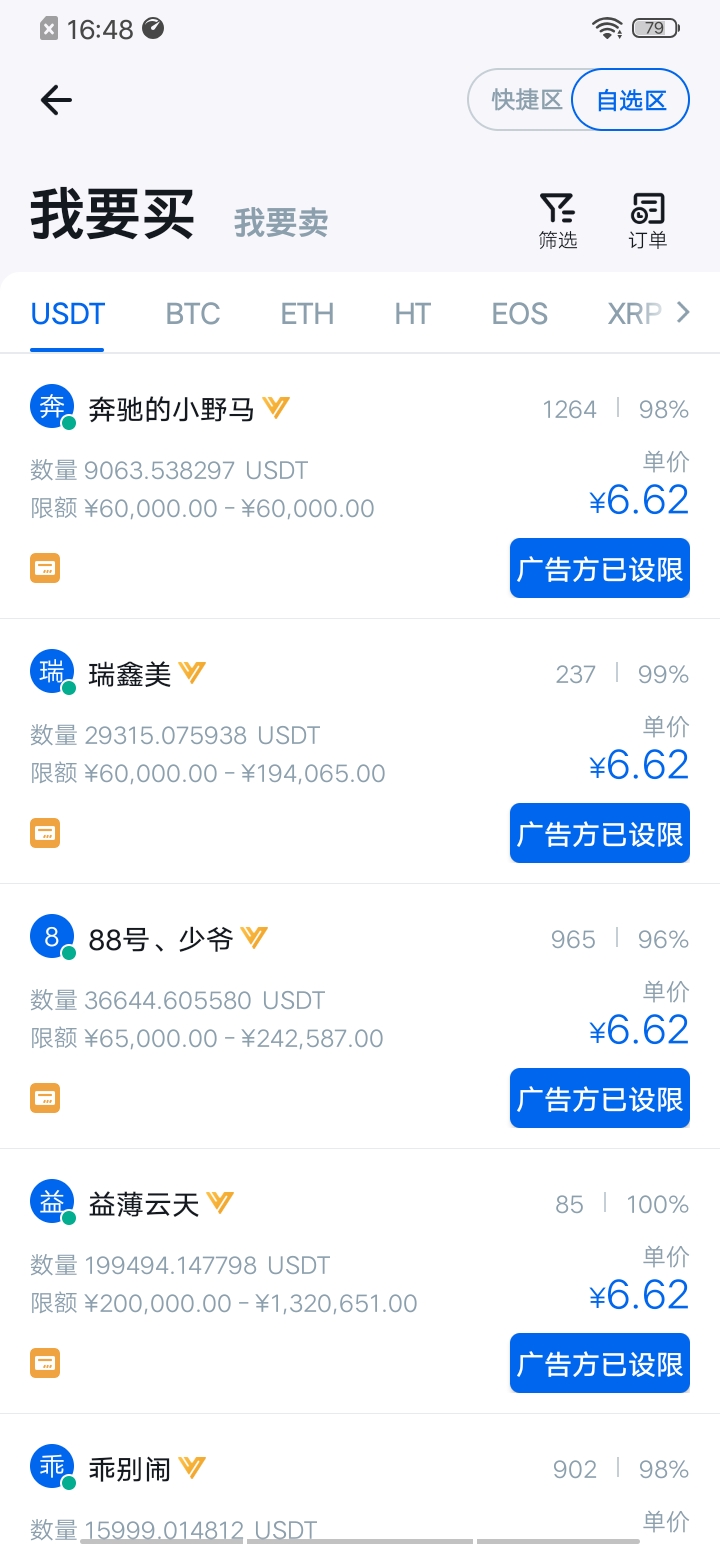 16:48
79
快捷区 自选区
我要买 我要卖
筛选 订单
USDT BTC ETH HT EOS XRP
奔 奔驰的小野马 1264 98%
数量 9063.538297 USDT 单价
限额 ¥60,000.00 - ¥60,000.00 ¥6.62
广告方已设限
瑞 瑞鑫美 237 99%
数量 29315.075938 USDT 单价
限额 ¥60,000.00 - ¥194,065.00 ¥6.62
广告方已设限
8 88号、少爷 965 96%
数量 36644.605580 USDT 单价
限额 ¥65,000.00 - ¥242,587.00 ¥6.62
广告方已设限
益 益薄云天 85 100%
数量 199494.147798 USDT 单价
限额 ¥200,000.00 - ¥1,320,651.00 ¥6.62
广告方已设限
乖 乖别闹 902 98%
数量 15999.014812 USDT 单价